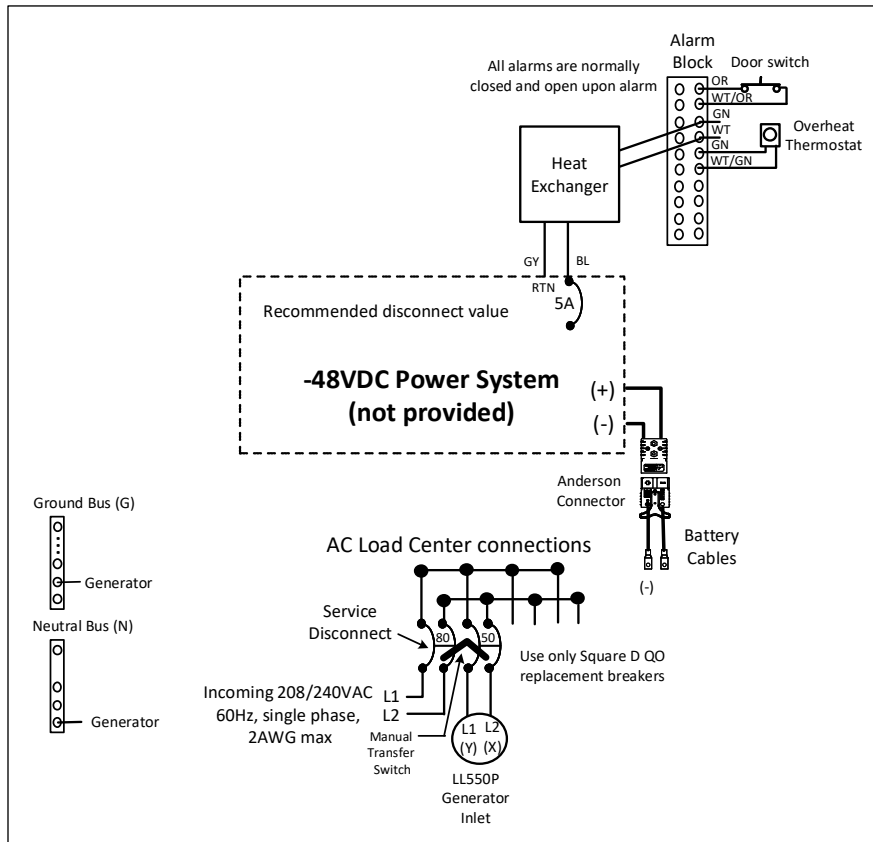 Alarm
Block
Door switch
All alarms are normally
closed and open upon alarm
OR
WT/OR
GN
WT
GN
WT/GN
Overheat
Thermostat
Heat
Exchanger
GY
BL
RTN
5A
Recommended disconnect value
-48VDC Power System
(not provided)
(+)
(-)
Anderson
Connector
Battery
Cables
(-)
Ground Bus (G)
Generator
Neutral Bus (N)
Generator
AC Load Center connections
Service
Disconnect
80
50
Use only Square D QO
replacement breakers
Incoming 208/240VAC
60Hz, single phase,
2AWG max
L1
L2
Manual
Transfer
Switch
L1
(Y)
L2
(X)
LL550P
Generator
Inlet